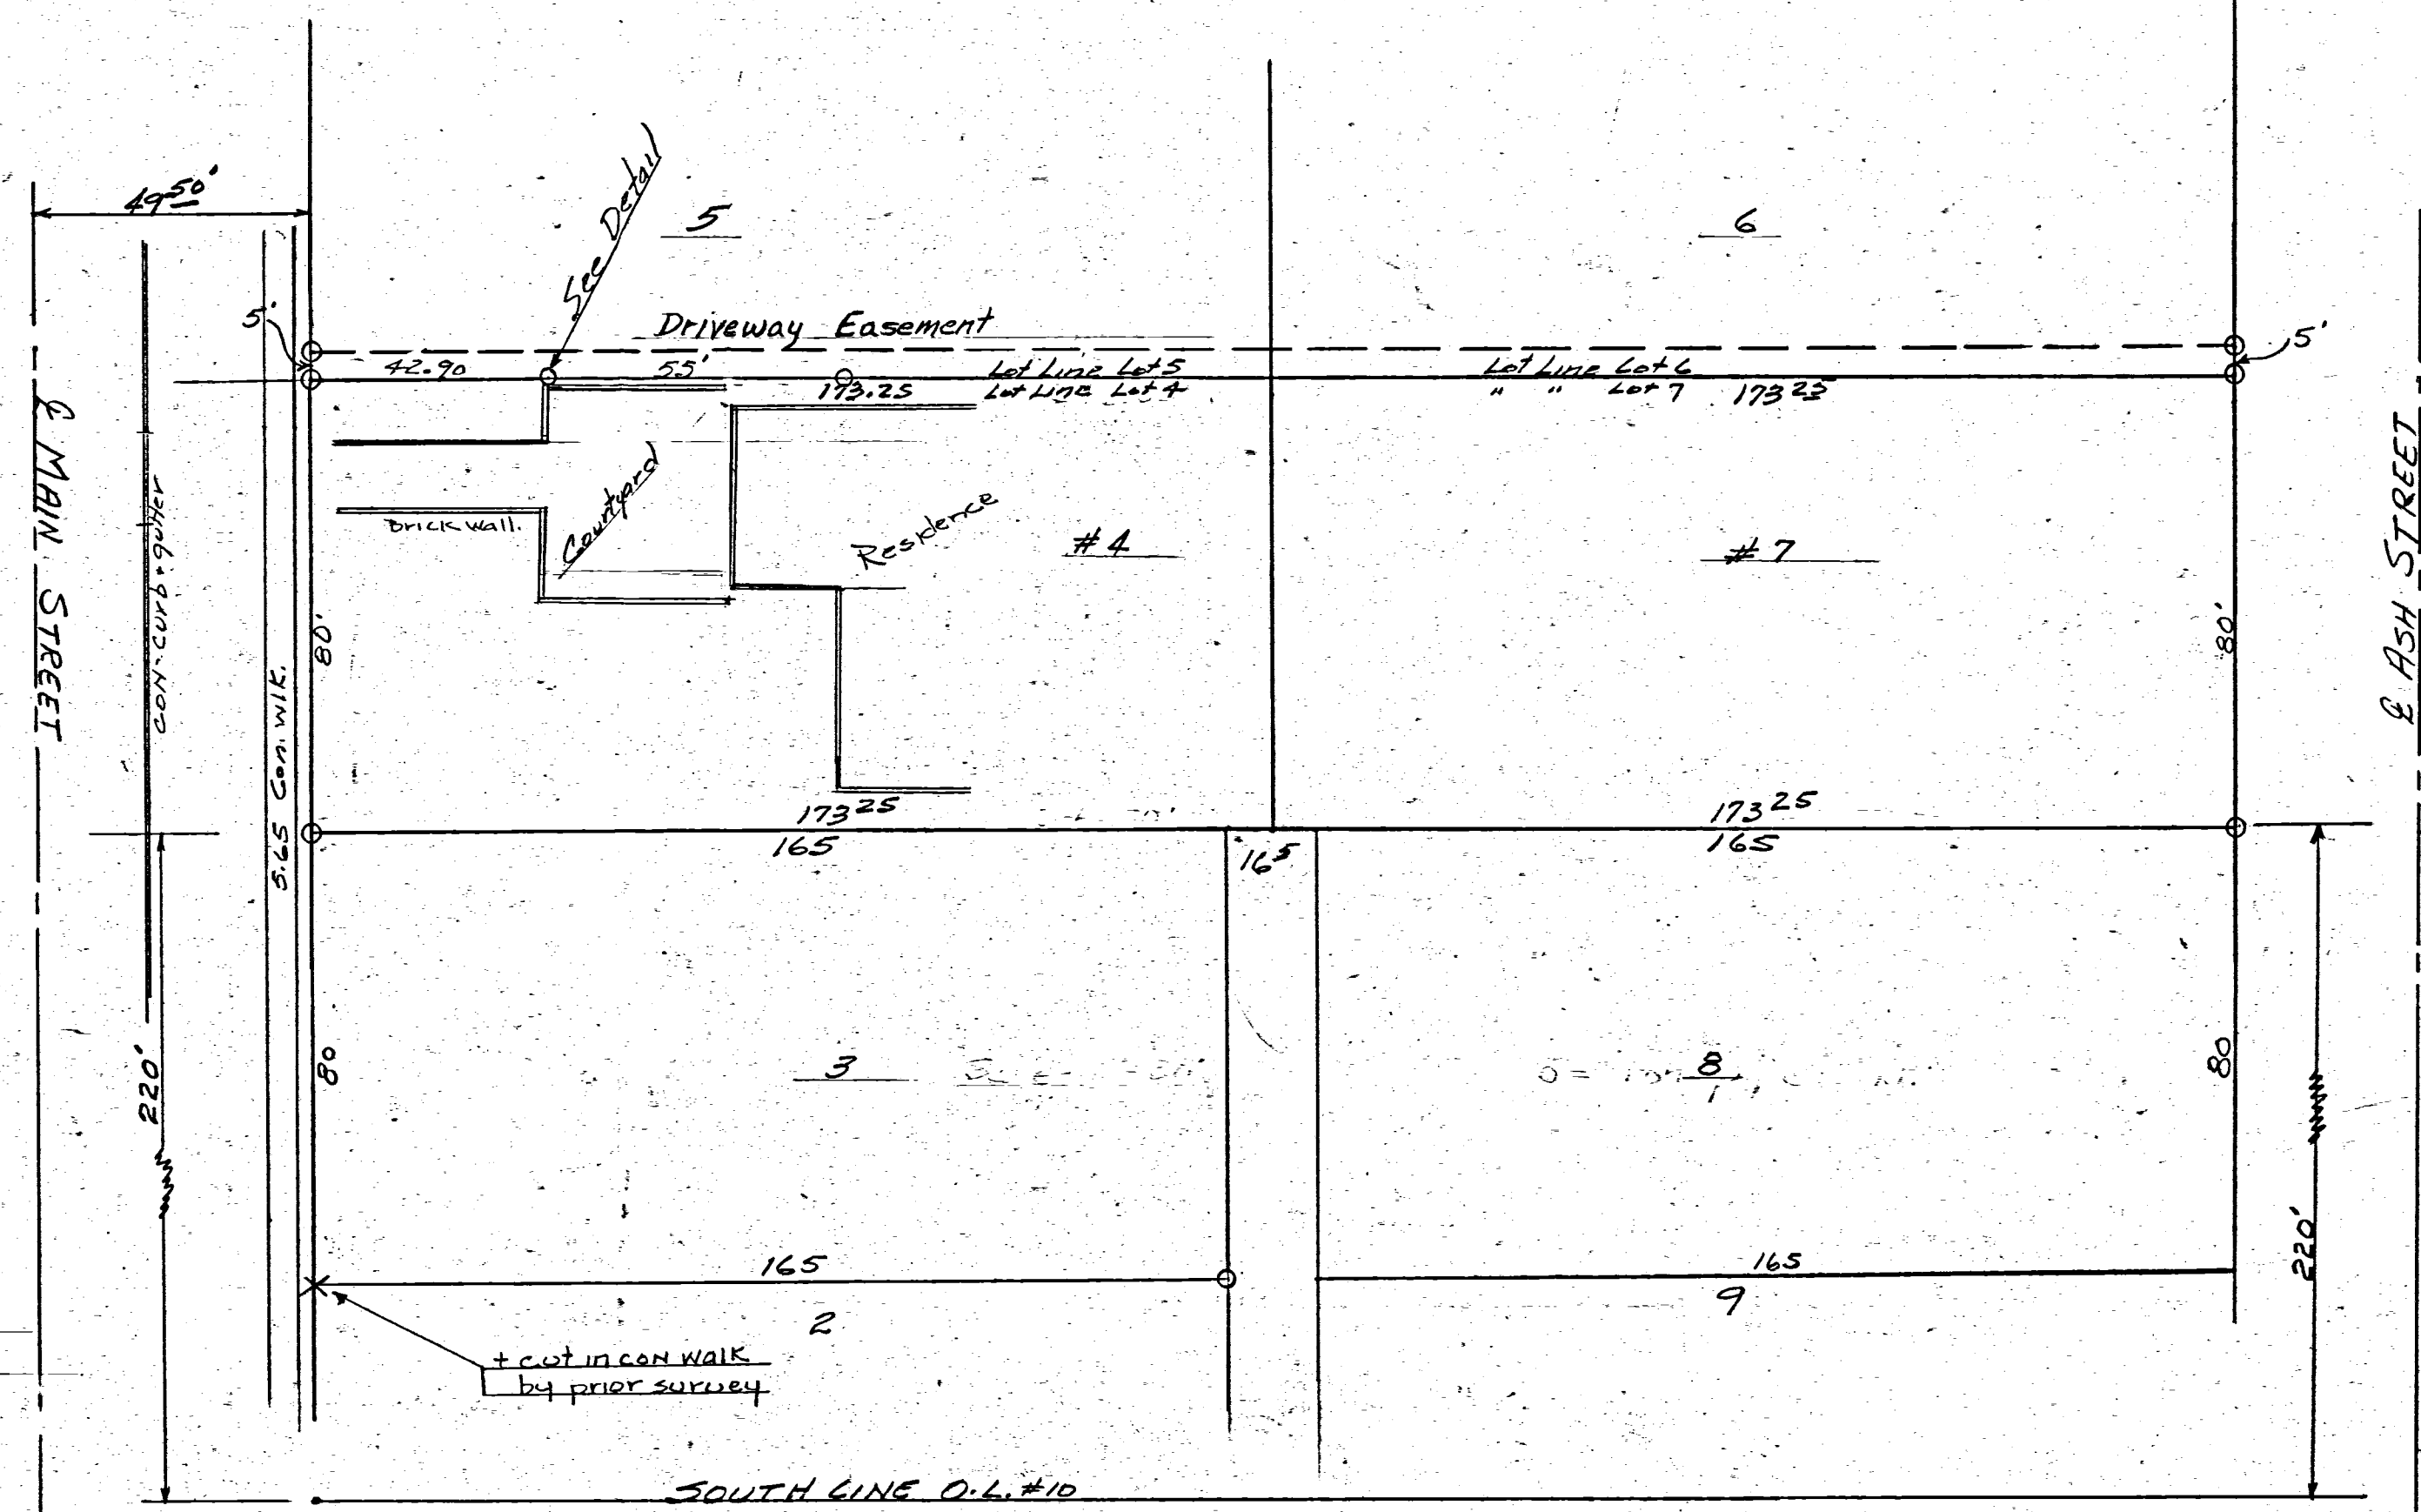 49 50'
See Detail
5
6
5'
Driveway Easement
5'
42.90
55'
Lot Line Lot 5
Lot Line Lot 6
173.25
Lot Line Lot 4
" " Lot 7 173 25
℄ MAIN STREET
CON. curb + gutter
Brick wall.
Courtyard
Residence
# 4
# 7
℄ ASH STREET
80'
80'
5.65 Con. wlk.
173 25
173 25
165
165
16 5
220'
80
3
8
80
220'
165
165
2
9
+ cut in con walk
by prior survey
SOUTH LINE O.L. #10